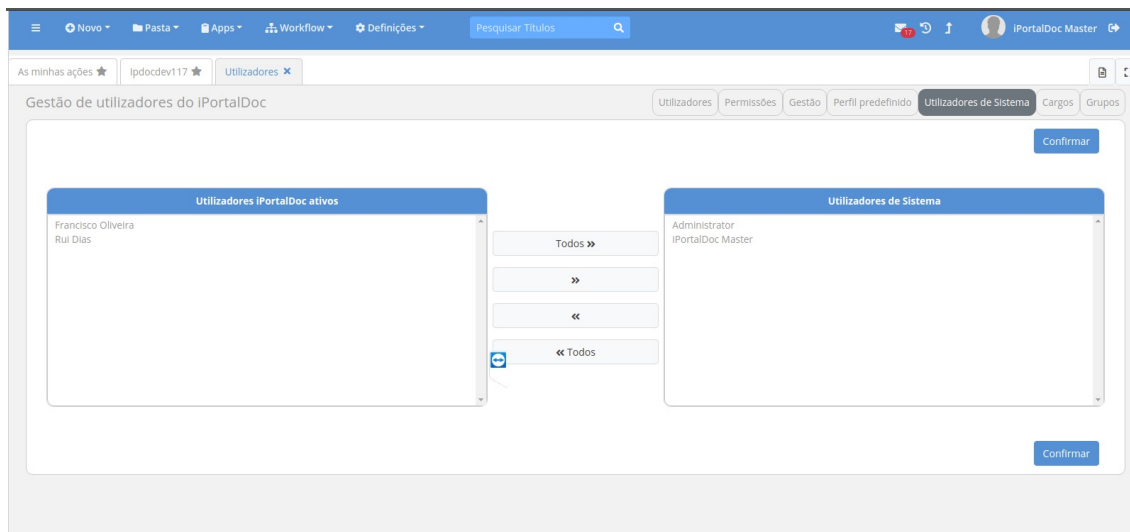 Novo Pasta Apps Workflow Definições Pesquisar Títulos 17 iPortalDoc Master
As minhas ações Ipdocdev117 Utilizadores
Gestão de utilizadores do iPortalDoc Utilizadores Permissões Gestão Perfil predefinido Utilizadores de Sistema Cargos Grupos
Confirmar
Utilizadores iPortalDoc ativos
Francisco Oliveira
Rui Dias
Todos »
»
«
« Todos
Utilizadores de Sistema
Administrator
iPortalDoc Master
Confirmar